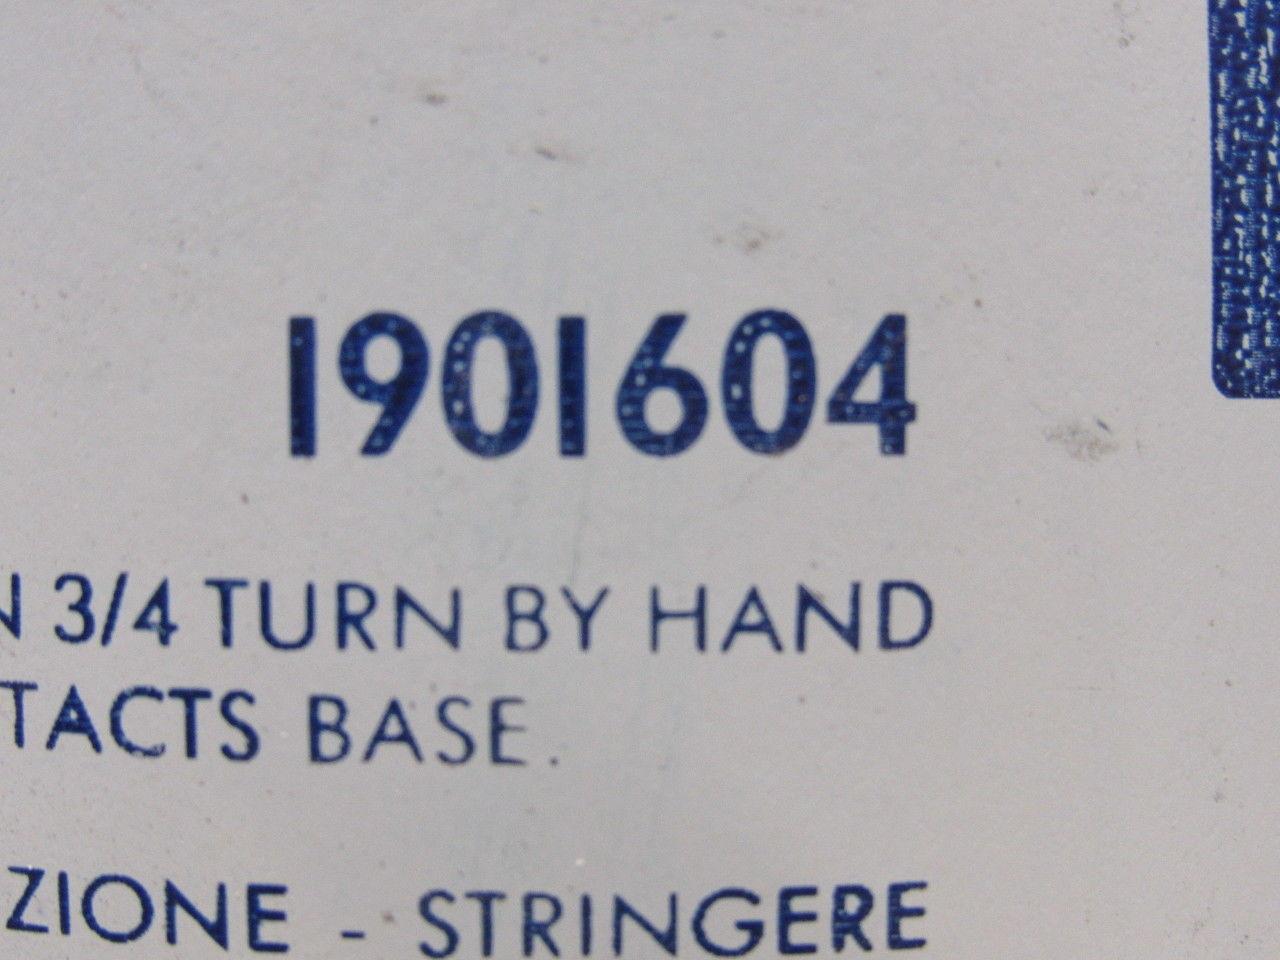 1901604
N 3/4 TURN BY HAND
TACTS BASE.
ZIONE - STRINGERE